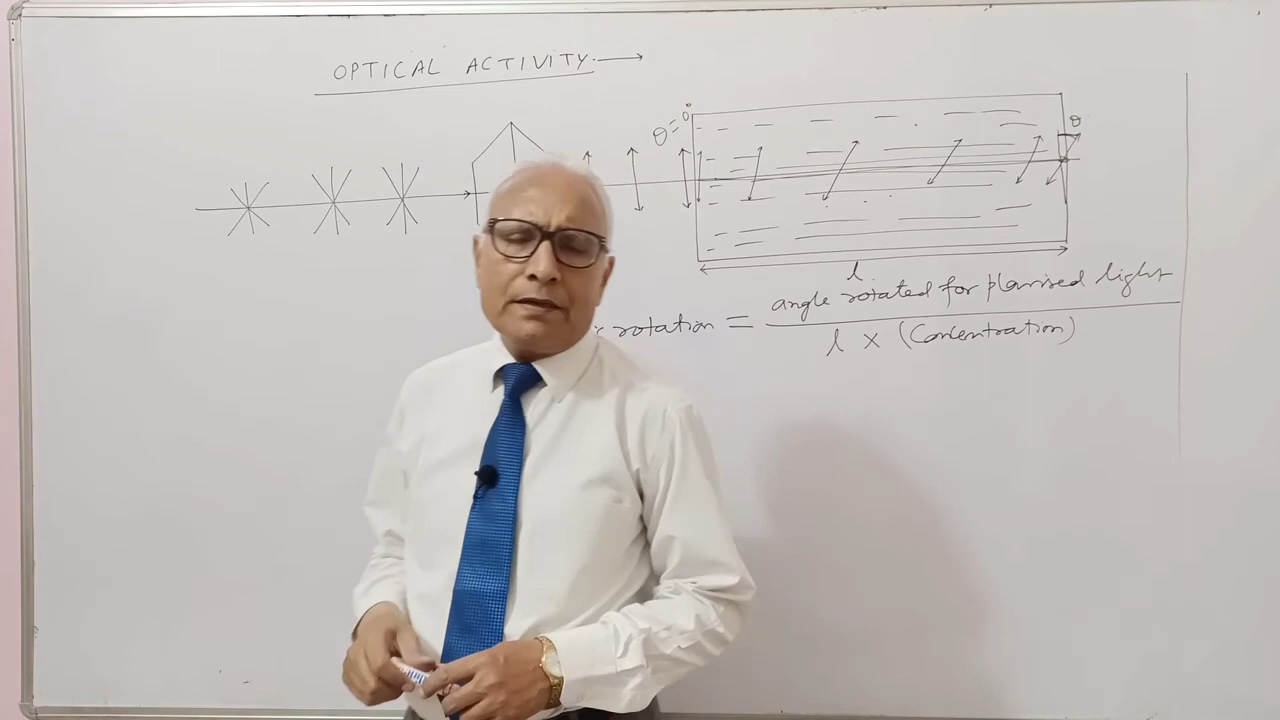 OPTICAL ACTIVITY
θ = 0°
θ
l
rotation = angle rotated for plarised light
l × (Concentration)